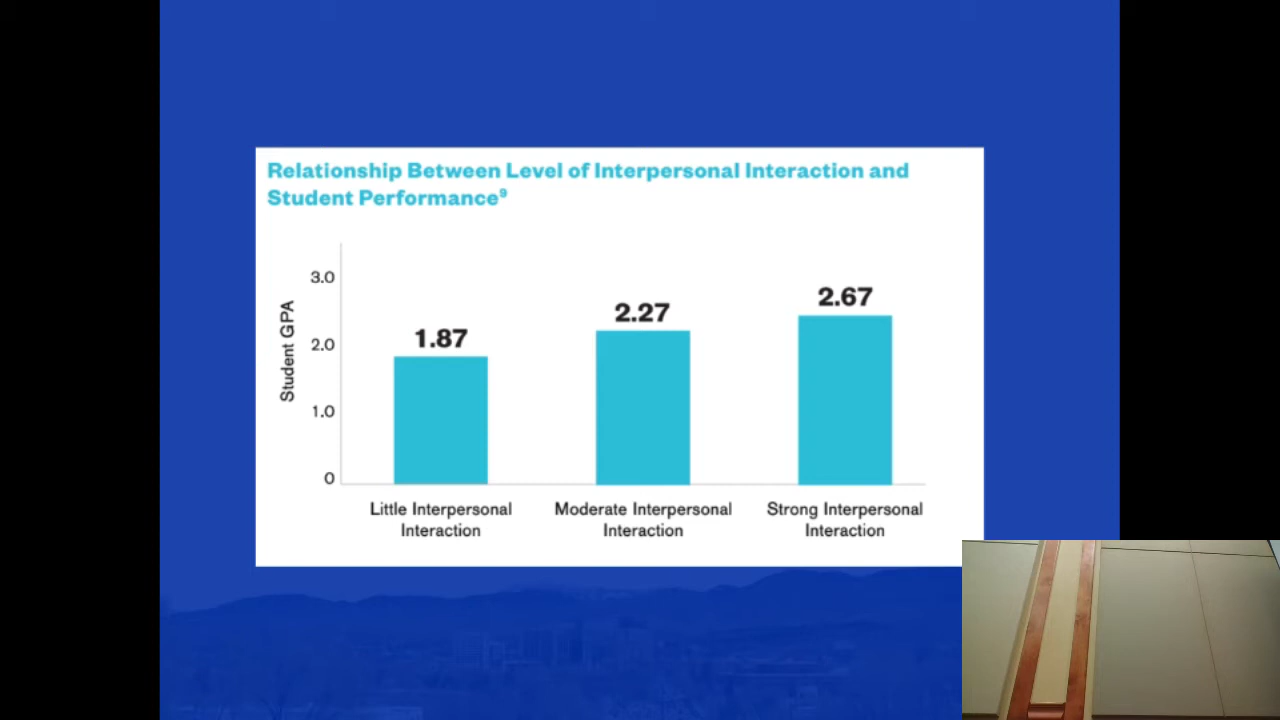 Relationship Between Level of Interpersonal Interaction and
Student Performance⁹
Student GPA
3.0
2.0
1.0
0
1.87
2.27
2.67
Little Interpersonal
Interaction
Moderate Interpersonal
Interaction
Strong Interpersonal
Interaction